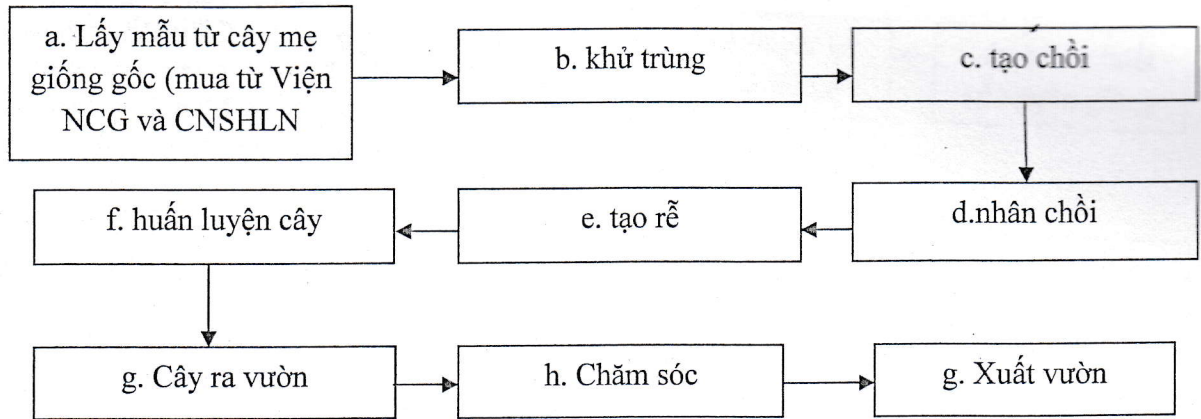 a. Lấy mẫu từ cây mẹ
giống gốc (mua từ Viện
NCG và CNSHLN
b. khử trùng
c. tạo chồi
d.nhân chồi
e. tạo rễ
f. huấn luyện cây
g. Cây ra vườn
h. Chăm sóc
g. Xuất vườn